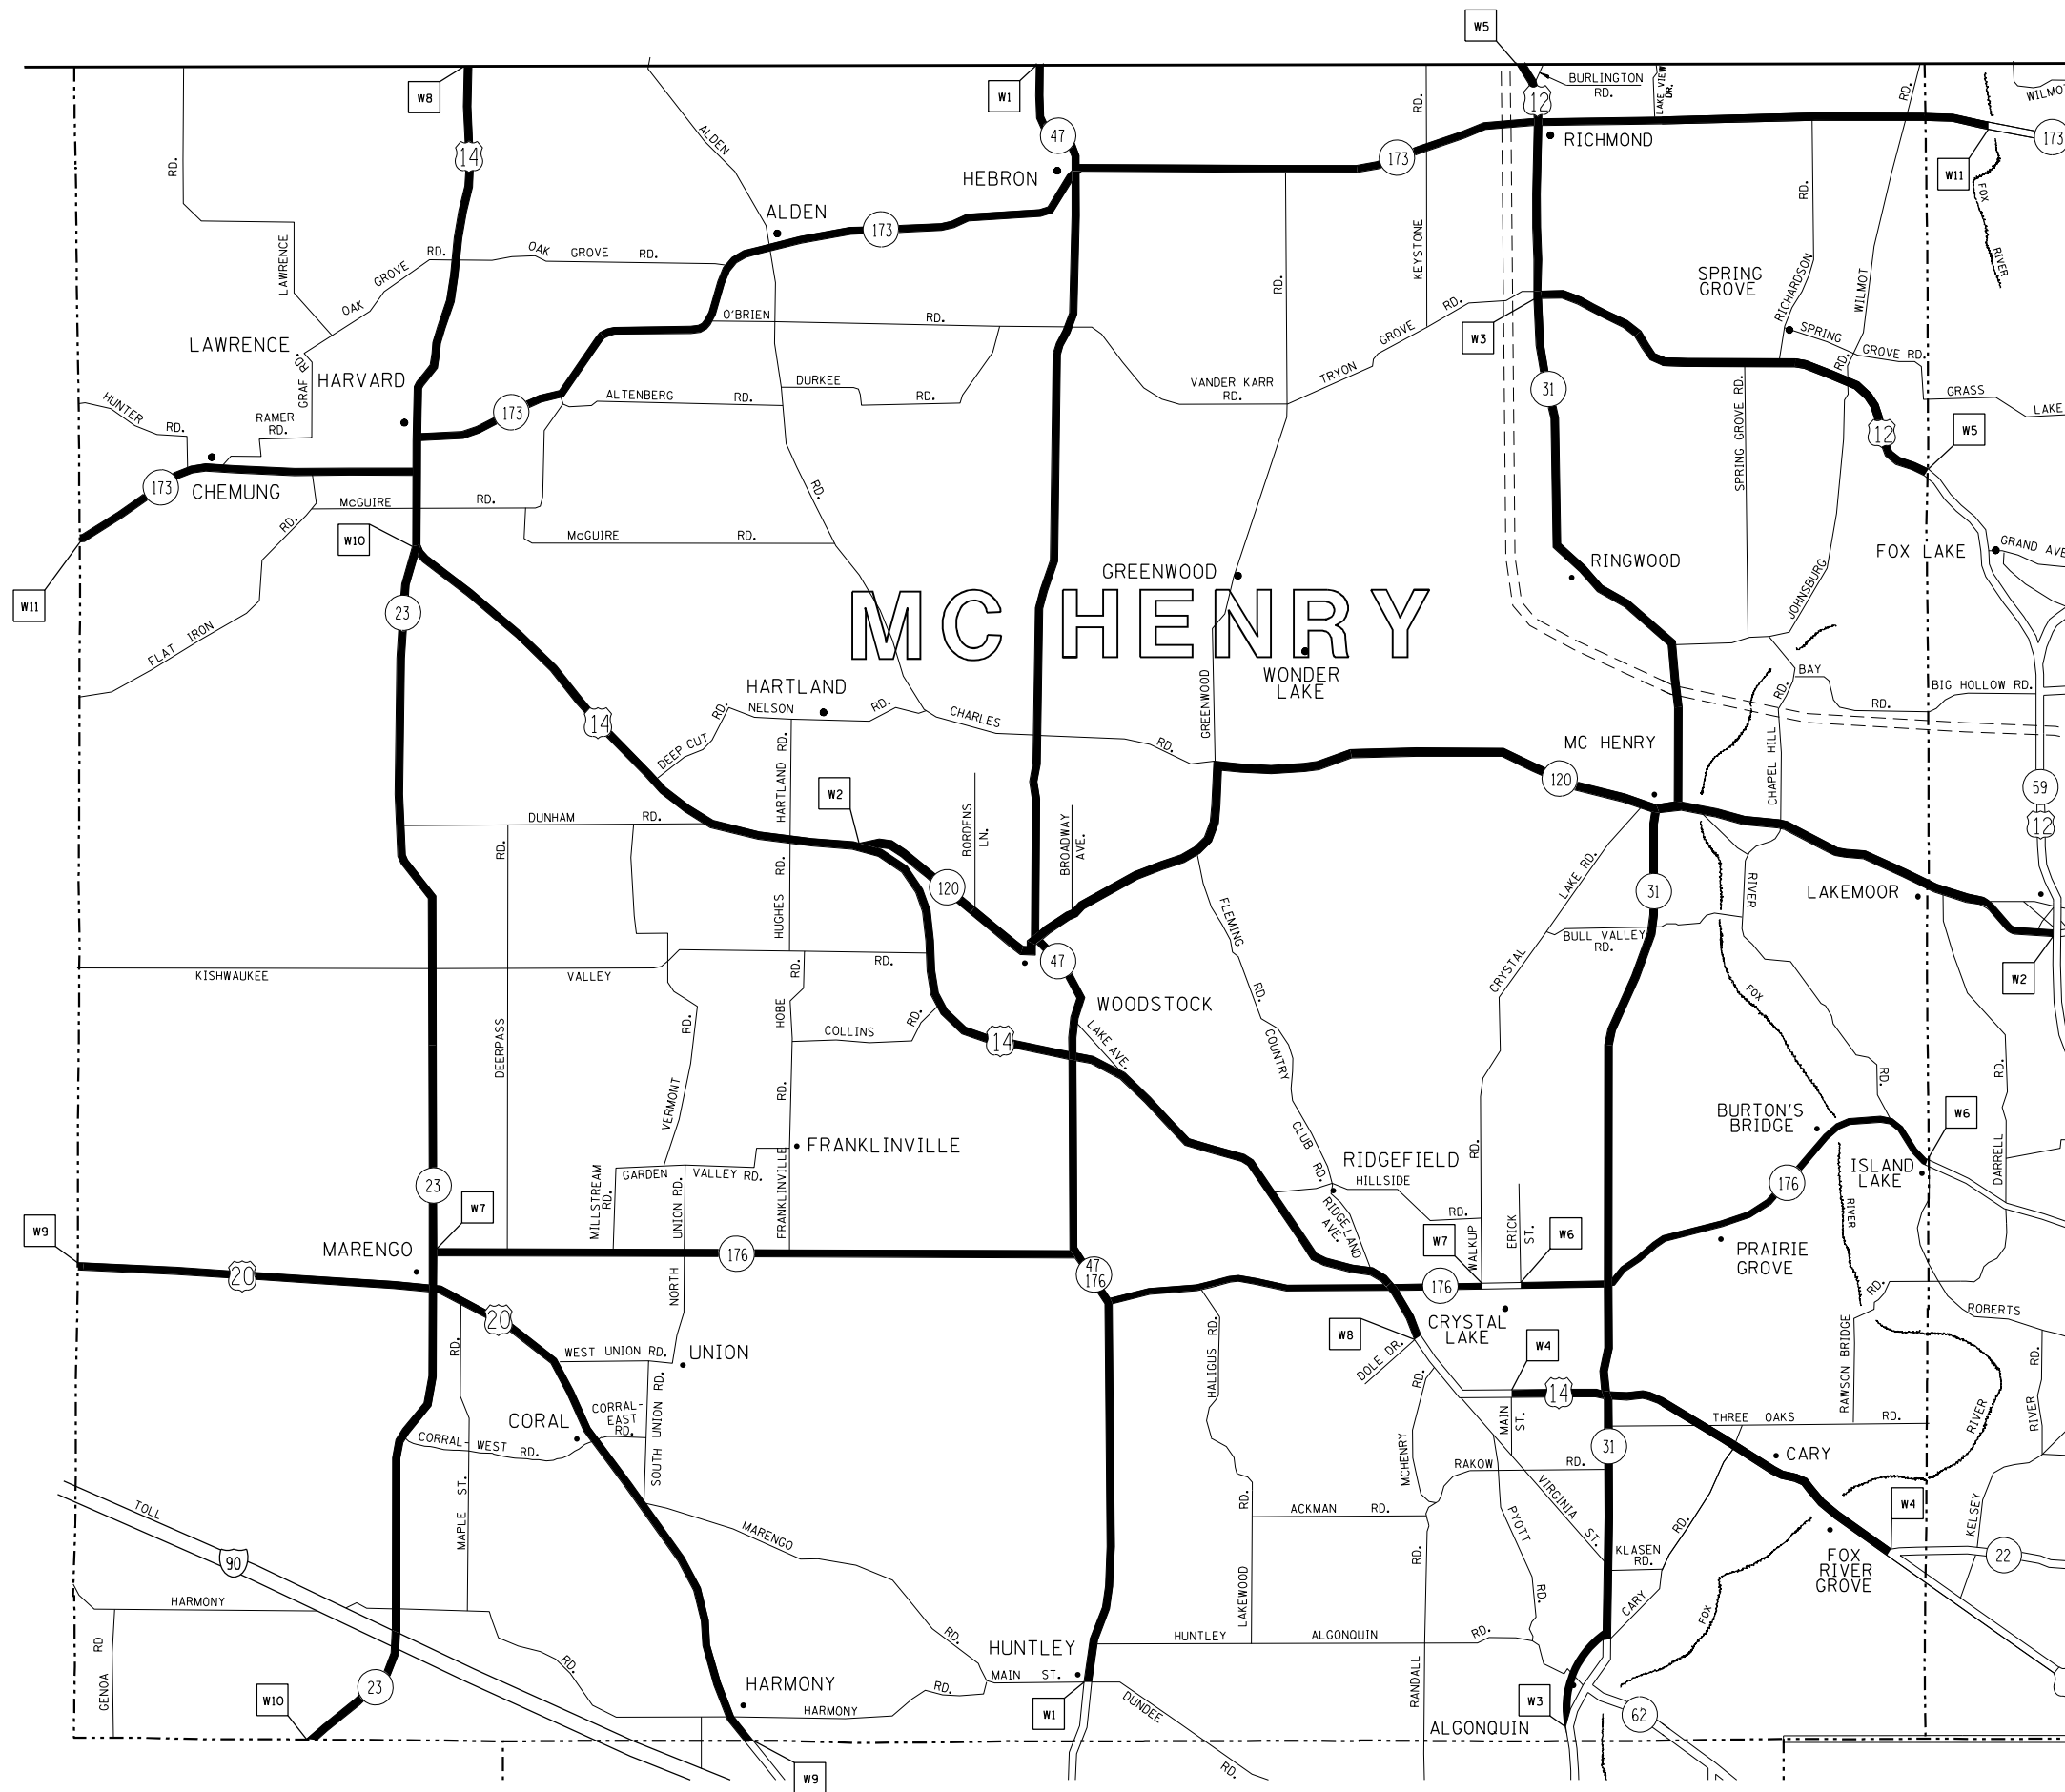 W5
W8
W1
BURLINGTON
RD.
LAKE VIEW
DR.
RD.
WILMO
RD.
RD.
ALDEN
47
12
RICHMOND
173
14
173
W11
HEBRON
FOX
RIVER
ALDEN
173
KEYSTONE
RD.
LAWRENCE
OAK GROVE RD.
OAK GROVE RD.
RD.
SPRING
GROVE
RICHARDSON
WILMOT
O'BRIEN RD.
GROVE RD.
TRYON
W3
SPRING
GROVE RD.
RD.
LAWRENCE
GRAF RD.
HARVARD
DURKEE
RD.
VANDER KARR
RD.
31
GRASS
LAKE
HUNTER
RD.
RAMER
RD.
173
ALTENBERG RD.
SPRING GROVE RD.
12
W5
173
CHEMUNG
McGUIRE RD.
RD.
RD.
W10
McGUIRE RD.
GRAND AVE
FOX LAKE
RINGWOOD
GREENWOOD
W11
23
MC HENRY
JOHNSBURG
FLAT IRON
WONDER
LAKE
BAY
RD.
RD.
BIG HOLLOW RD.
HARTLAND
NELSON
RD.
RD.
CHARLES
RD.
GREENWOOD
14
DEEP CUT
HARTLAND RD.
MC HENRY
CHAPEL HILL
120
59
W2
12
DUNHAM RD.
RD.
BORDENS
LN.
BROADWAY
AVE.
HUGHES RD.
120
LAKE RD.
31
RIVER
LAKEMOOR
FLEMING
RD.
BULL VALLEY
RD.
KISHWAUKEE VALLEY RD.
RD.
47
CRYSTAL
W2
FOX
WOODSTOCK
HOBE
COLLINS
RD.
RD.
14
LAKE AVE.
COUNTRY
DEERPASS
RD.
VERMONT
RD.
RD.
BURTON'S
BRIDGE
W6
FRANKLINVILLE
CLUB
RD.
RIDGEFIELD
HILLSIDE
RD.
RD.
ISLAND
LAKE
DARRELL
23
W7
MILLSTREAM
RD.
GARDEN VALLEY RD.
UNION RD.
FRANKLINVILLE
176
RIVER
RIDGELAND
AVE.
ERICK
ST.
W9
MARENGO
176
W7
WALKUP
W6
PRAIRIE
GROVE
20
47
176
176
NORTH
RD.
20
CRYSTAL
LAKE
ROBERTS
W8
RD.
WEST UNION RD.
UNION
HALIGUS RD.
DOLE DR.
W4
RAWSON BRIDGE
RD.
14
CORAL
CORRAL-
EAST
RD.
SOUTH UNION RD.
MAIN
ST.
THREE OAKS RD.
RIVER
RIVER
CORRAL-WEST RD.
31
CARY
MCHENRY
RAKOW RD.
TOLL
MAPLE ST.
ACKMAN RD.
RD.
VIRGINIA
ST.
PYOTT
RD.
W4
KELSEY
MARENGO
90
KLASEN
RD.
FOX
RIVER
GROVE
22
HARMONY
RD.
LAKEWOOD
RD.
CARY
FOX
RD.
HUNTLEY ALGONQUIN RD.
HUNTLEY
RD
GENOA
RD.
MAIN ST.
23
HARMONY
RD.
HARMONY
W10
W1
DUNDEE
RD.
RANDALL
W3
ALGONQUIN
62
W9